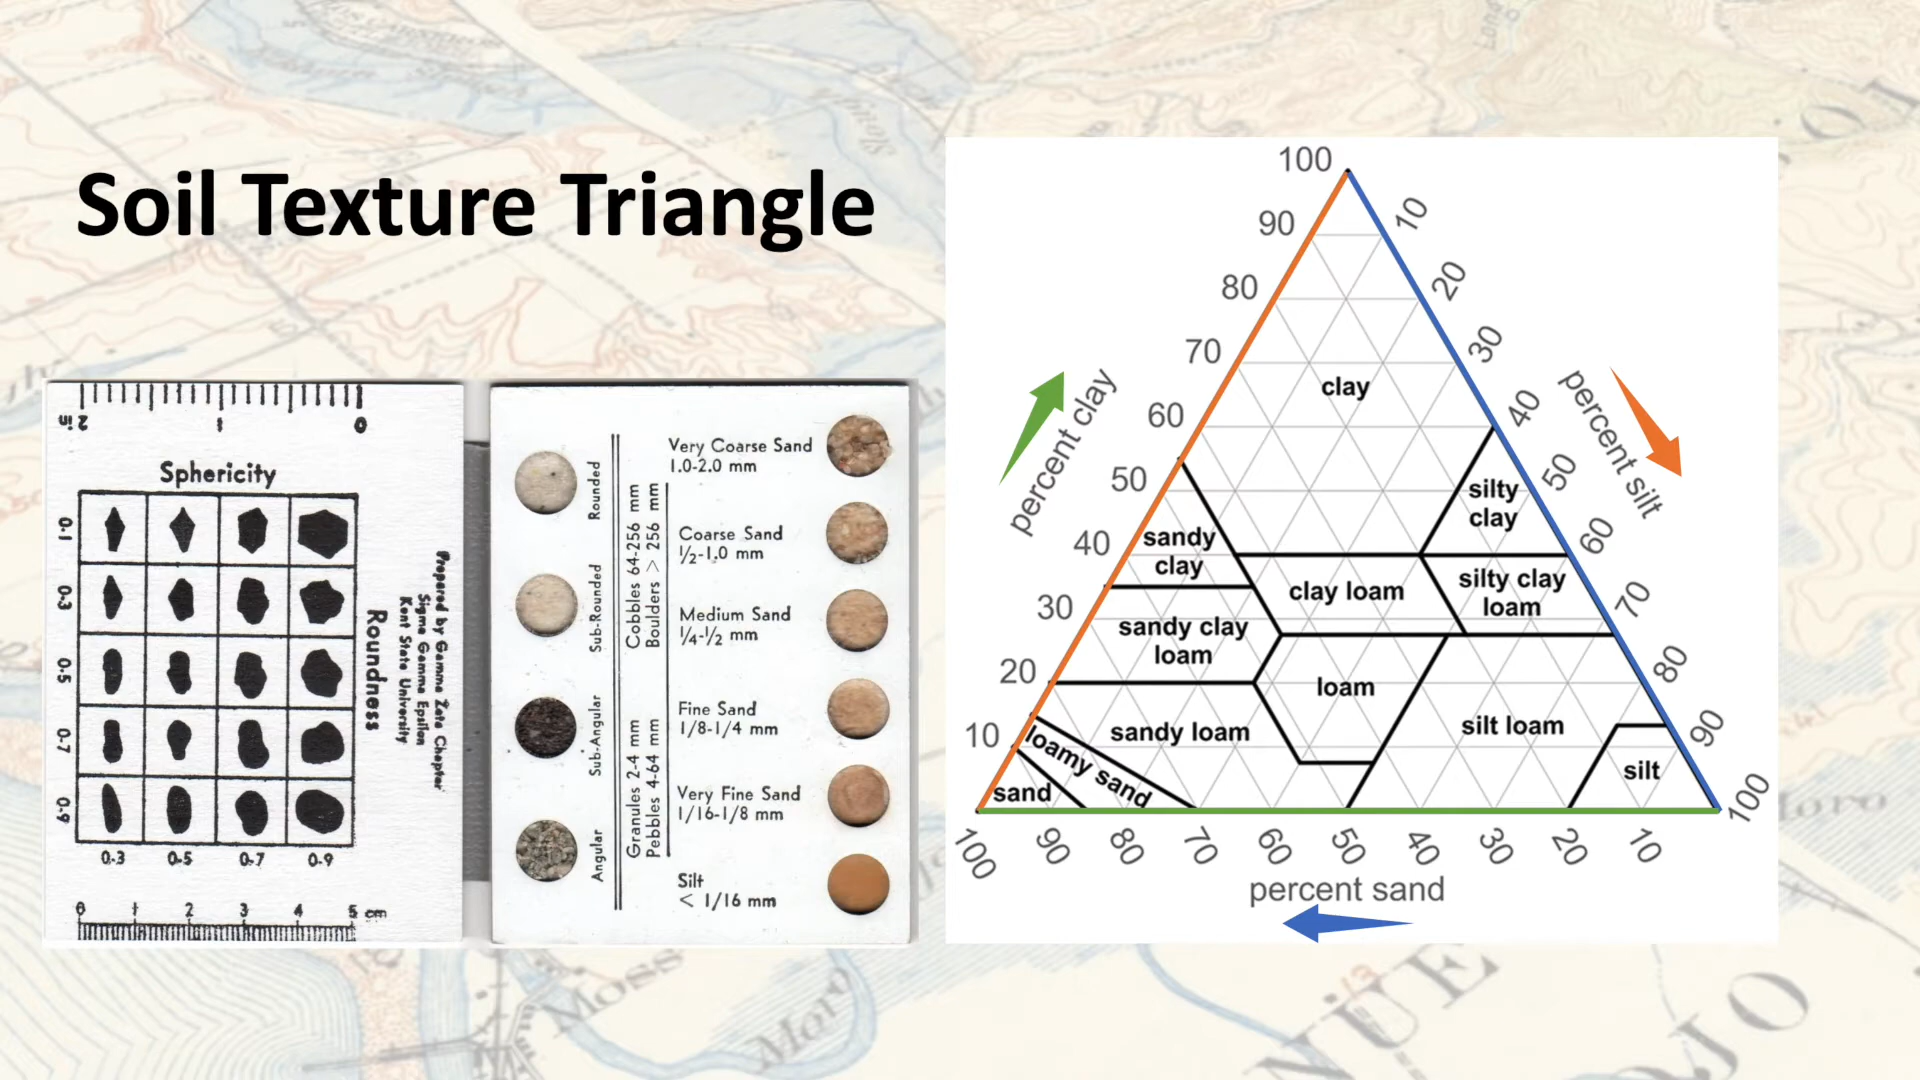 Soil Texture Triangle
2 in
1
0
Sphericity
0.1
0.3
0.5
0.7
0.9
0.3 0.5 0.7 0.9
Roundness
Prepared by Gamma Zeta Chapter
Sigma Gamma Epsilon
Kent State University
0 1 2 3 4 5 cm
Rounded
Sub-Rounded
Sub-Angular
Angular
Cobbles 64-256 mm
Boulders > 256 mm
Granules 2-4 mm
Pebbles 4-64 mm
Very Coarse Sand
1.0-2.0 mm
Coarse Sand
1/2-1.0 mm
Medium Sand
1/4-1/2 mm
Fine Sand
1/8-1/4 mm
Very Fine Sand
1/16-1/8 mm
Silt
< 1/16 mm
100
90
80
70
60
50
40
30
20
10
percent clay
10
20
30
40
50
60
70
80
90
100
percent silt
clay
silty
clay
sandy
clay
clay loam
silty clay
loam
sandy clay
loam
loam
sandy loam
silt loam
loamy sand
sand
silt
100 90 80 70 60 50 40 30 20 10
percent sand
Moss
Moro